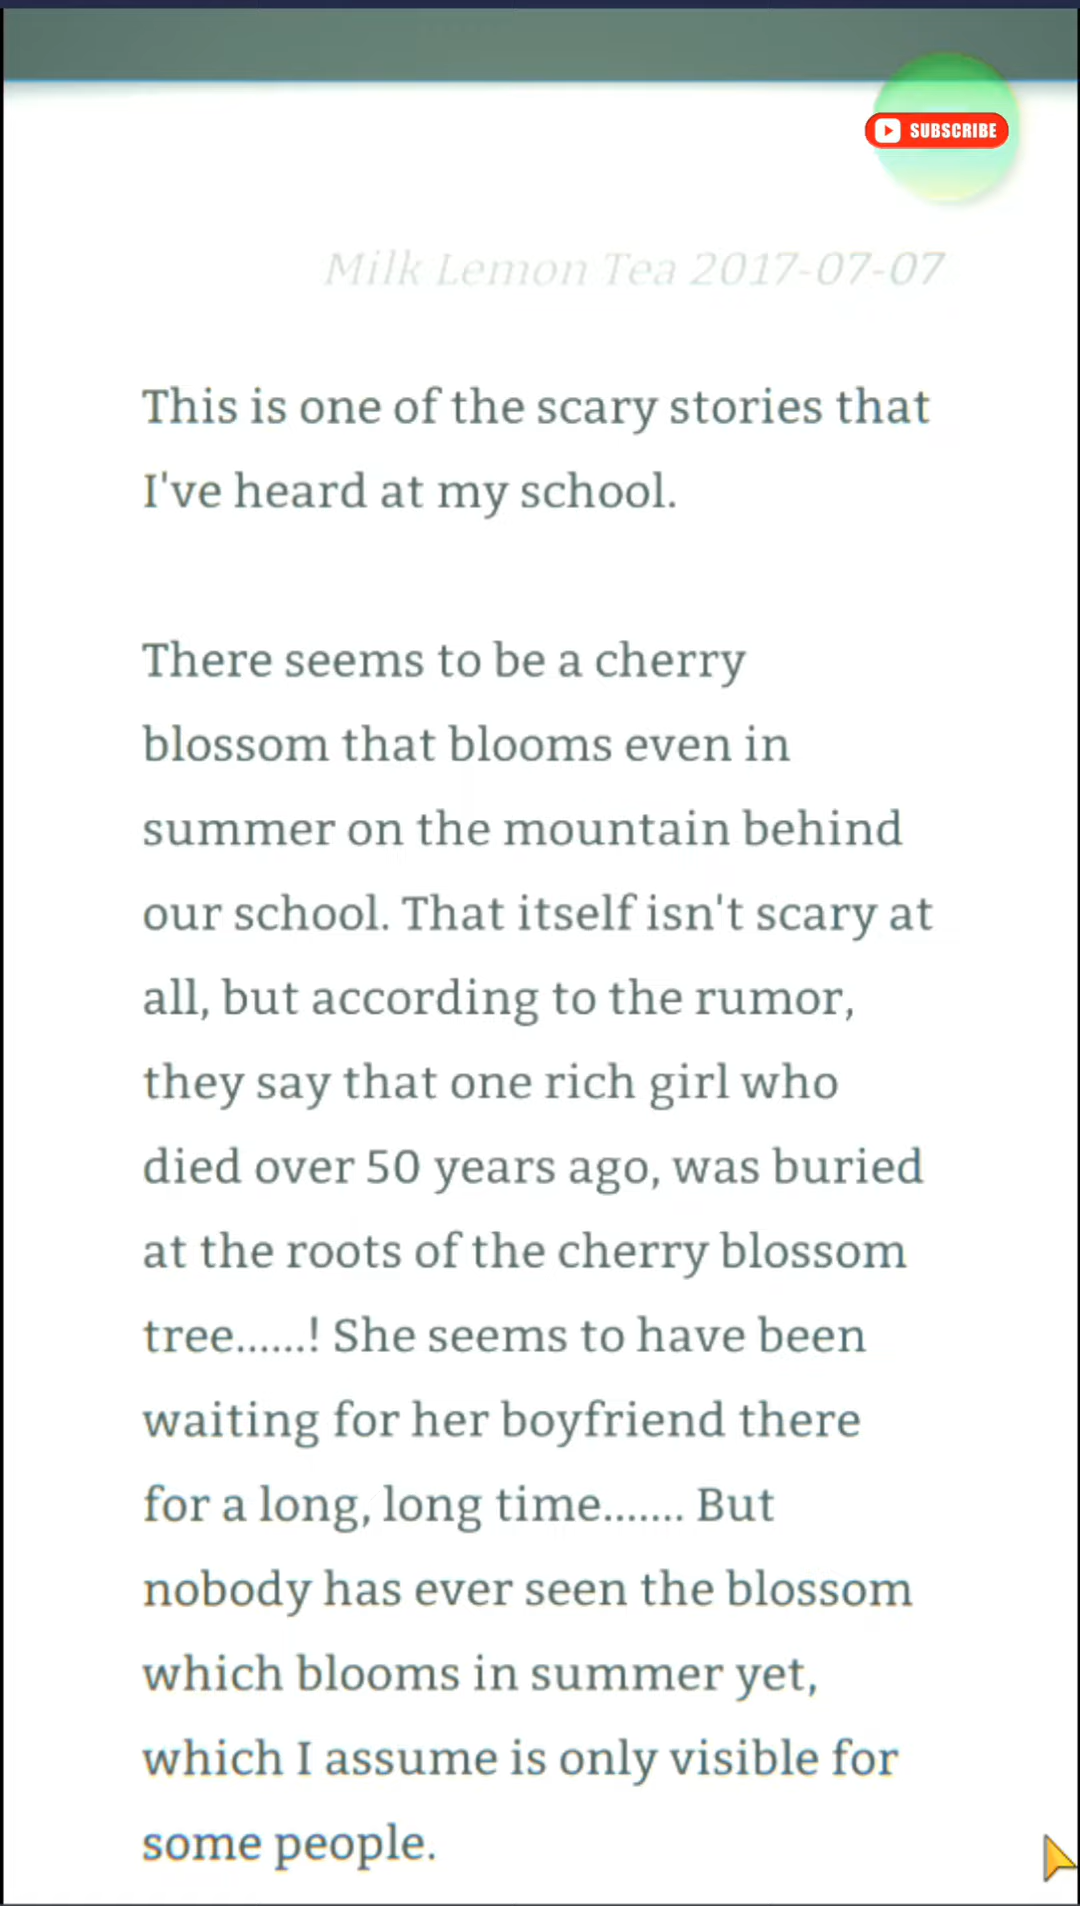 SUBSCRIBE
Milk Lemon Tea 2017-07-07
This is one of the scary stories that
I've heard at my school.
There seems to be a cherry
blossom that blooms even in
summer on the mountain behind
our school. That itself isn't scary at
all, but according to the rumor,
they say that one rich girl who
died over 50 years ago, was buried
at the roots of the cherry blossom
tree......! She seems to have been
waiting for her boyfriend there
for a long, long time....... But
nobody has ever seen the blossom
which blooms in summer yet,
which I assume is only visible for
some people.